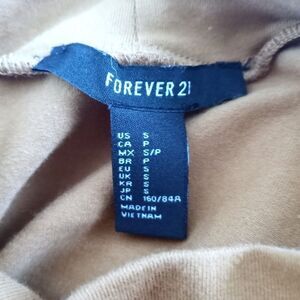 FOREVER 21
US S
CA P
MX S/P
BR P
EU S
UK S
KR S
JP S
CN 160/84A
MADE IN
VIETNAM